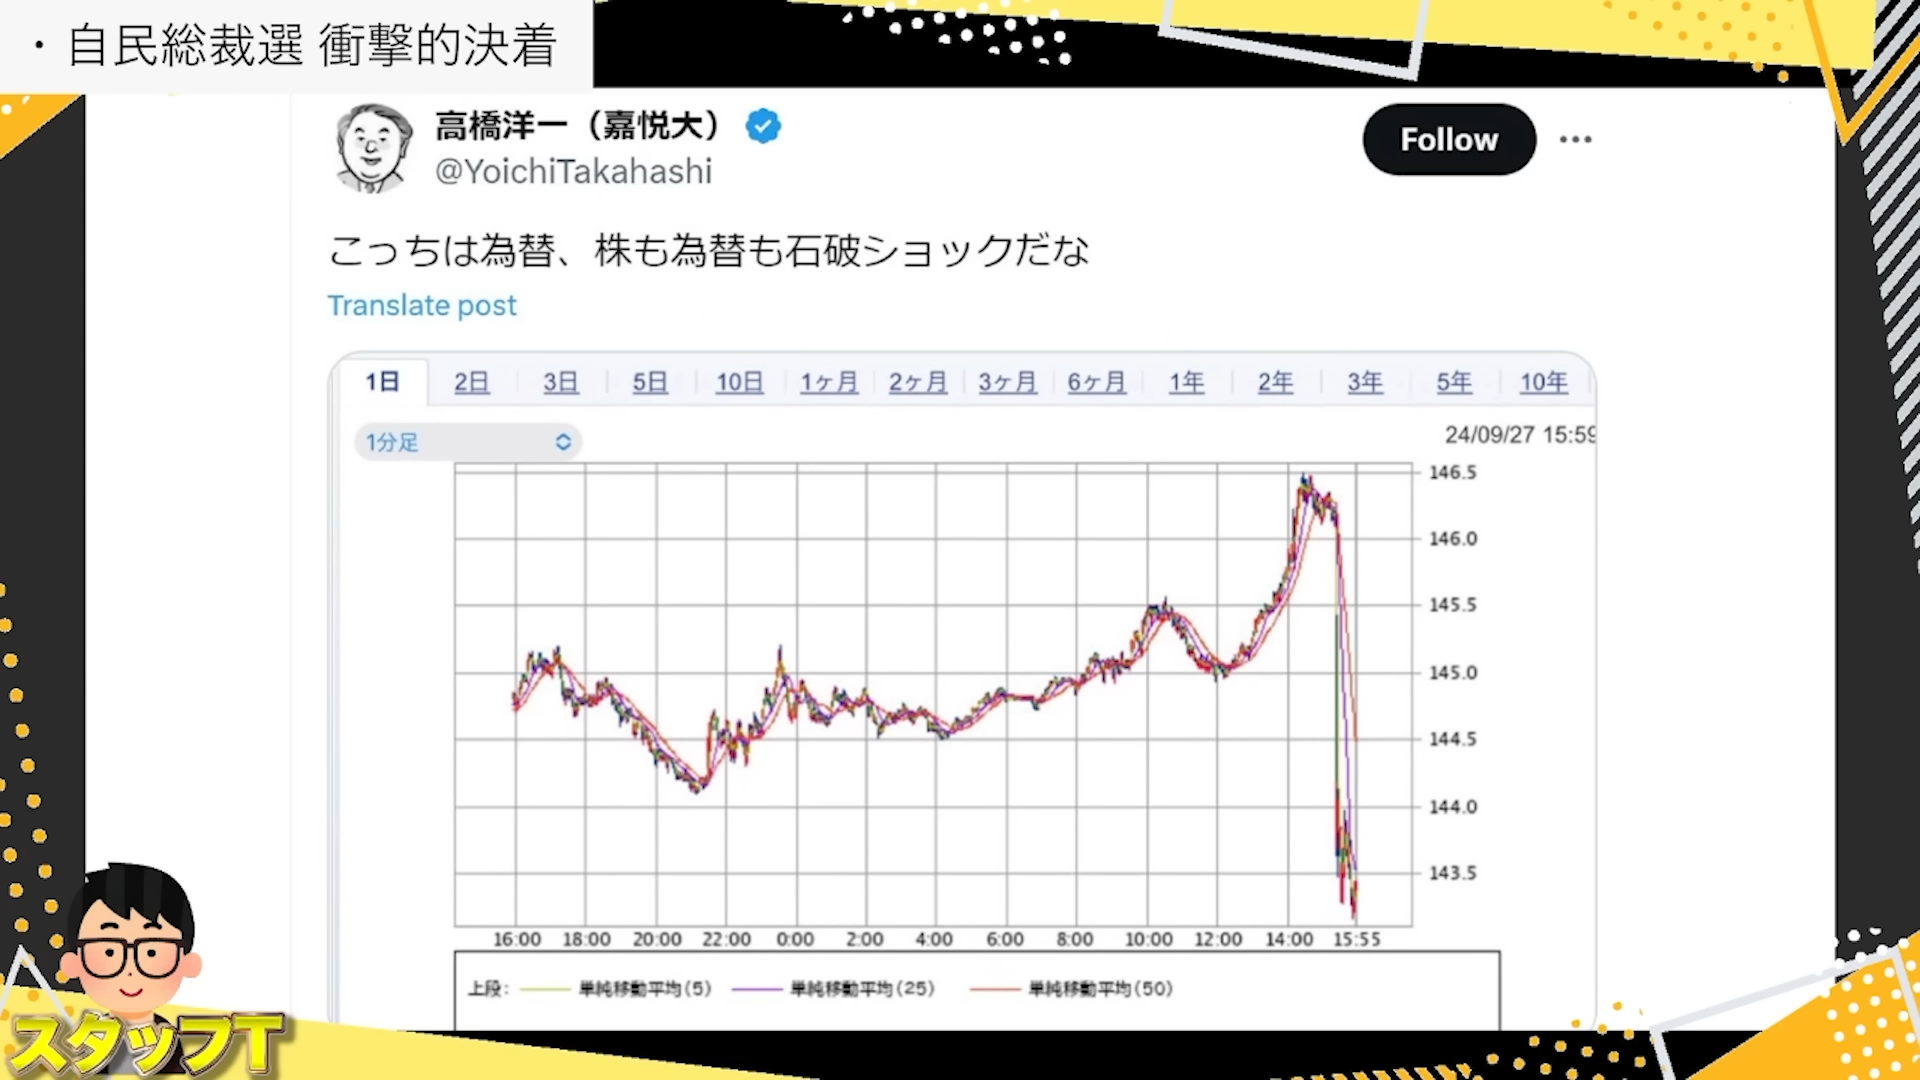 ・自民総裁選 衝撃的決着
高橋洋一（嘉悦大）
@YoichiTakahashi
Follow
こっちは為替、株も為替も石破ショックだな
Translate post
1日 2日 3日 5日 10日 1ヶ月 2ヶ月 3ヶ月 6ヶ月 1年 2年 3年 5年 10年
1分足
24/09/27 15:59
146.5
146.0
145.5
145.0
144.5
144.0
143.5
16:00 18:00 20:00 22:00 0:00 2:00 4:00 6:00 8:00 10:00 12:00 14:00 15:55
上段: 単純移動平均(5) 単純移動平均(25) 単純移動平均(50)
スタッフT